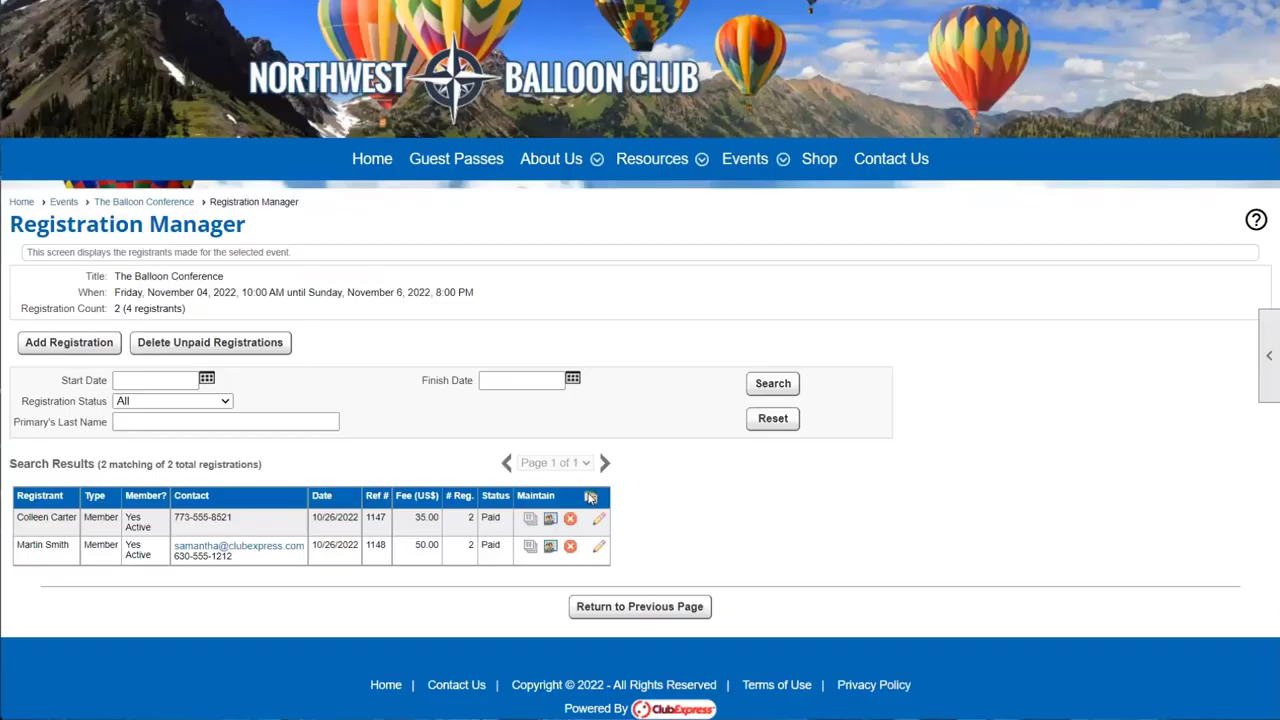 NORTHWEST BALLOON CLUB
Home Guest Passes About Us Resources Events Shop Contact Us
Home > Events > The Balloon Conference > Registration Manager
Registration Manager
This screen displays the registrants made for the selected event.
Title: The Balloon Conference
When: Friday, November 04, 2022, 10:00 AM until Sunday, November 6, 2022, 8:00 PM
Registration Count: 2 (4 registrants)
Add Registration Delete Unpaid Registrations
Start Date Finish Date Search
Registration Status All
Primary's Last Name Reset
Search Results (2 matching of 2 total registrations) Page 1 of 1
Registrant Type Member? Contact Date Ref # Fee (US$) # Reg. Status Maintain
Colleen Carter Member Yes 773-555-8521 10/26/2022 1147 35.00 2 Paid
Active
Martin Smith Member Yes samantha@clubexpress.com 10/26/2022 1148 50.00 2 Paid
Active 630-555-1212
Return to Previous Page
Home | Contact Us | Copyright © 2022 - All Rights Reserved | Terms of Use | Privacy Policy
Powered By ClubExpress